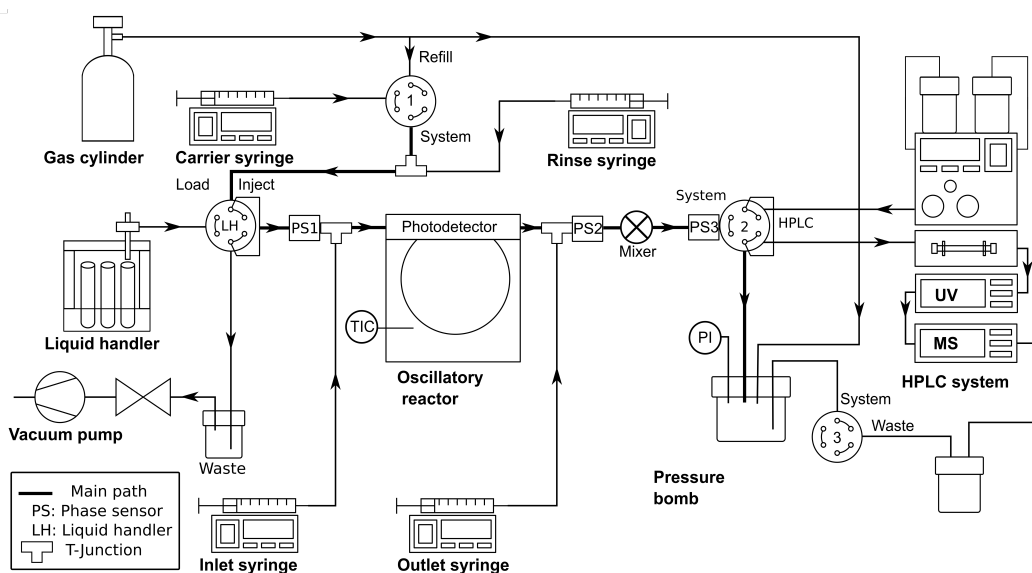 Refill
1
System
Gas cylinder
Carrier syringe
Rinse syringe
Load
Inject
LH
PS1
Photodetector
PS2
Mixer
System
PS3
2
HPLC
TIC
Liquid handler
Oscillatory
reactor
PI
UV
MS
HPLC system
Vacuum pump
Waste
System
3
Waste
Pressure
bomb
Main path
PS: Phase sensor
LH: Liquid handler
T-Junction
Inlet syringe
Outlet syringe